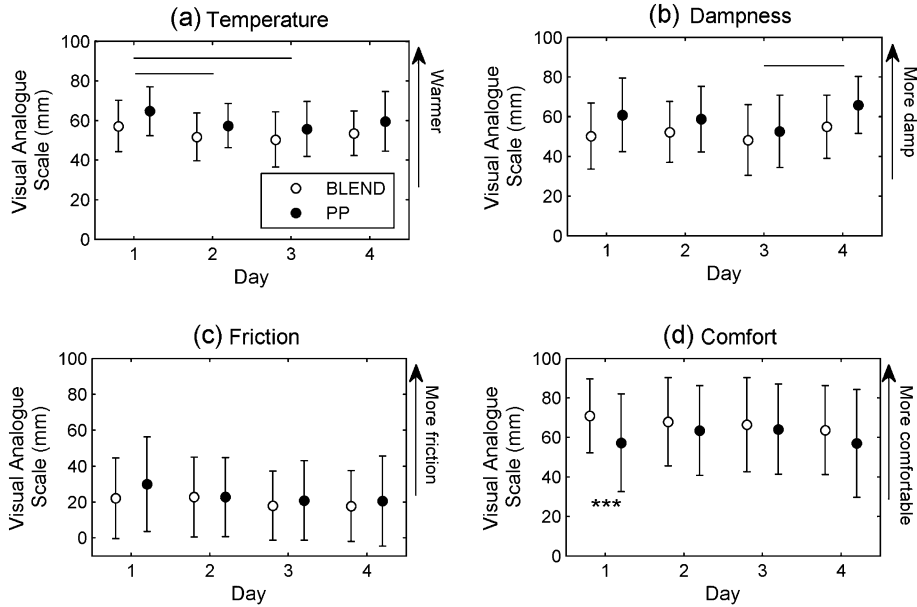 (a) Temperature
100
80
60
40
20
0
Visual Analogue
Scale (mm)
BLEND
PP
1 2 3 4
Day
Warmer
(b) Dampness
100
80
60
40
20
0
Visual Analogue
Scale (mm)
1 2 3 4
Day
More damp
(c) Friction
100
80
60
40
20
0
Visual Analogue
Scale (mm)
1 2 3 4
Day
More friction
(d) Comfort
100
80
60
40
20
0
Visual Analogue
Scale (mm)
***
1 2 3 4
Day
More comfortable